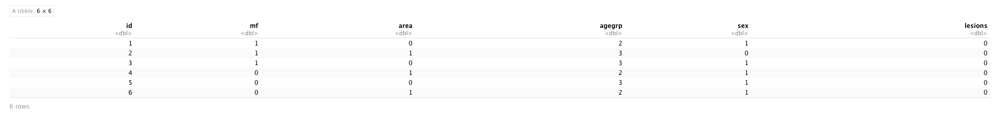 A tibble: 6 × 6
id mf area agegrp sex lesions
<dbl> <dbl> <dbl> <dbl> <dbl> <dbl>
1 1 0 2 1 0
2 1 1 3 0 0
3 1 0 3 1 0
4 0 1 2 1 0
5 0 0 3 1 0
6 0 1 2 1 0
6 rows